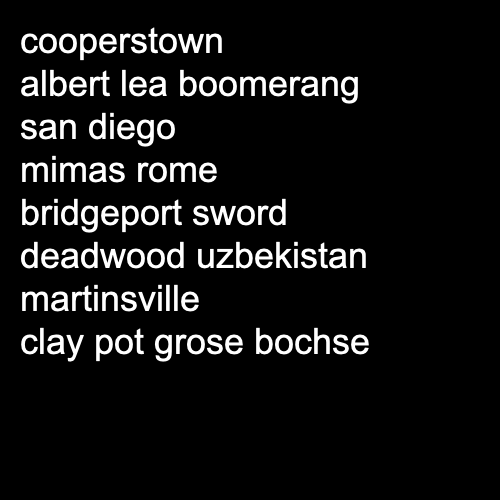 cooperstown
albert lea boomerang
san diego
mimas rome
bridgeport sword
deadwood uzbekistan
martinsville
clay pot grose bochse